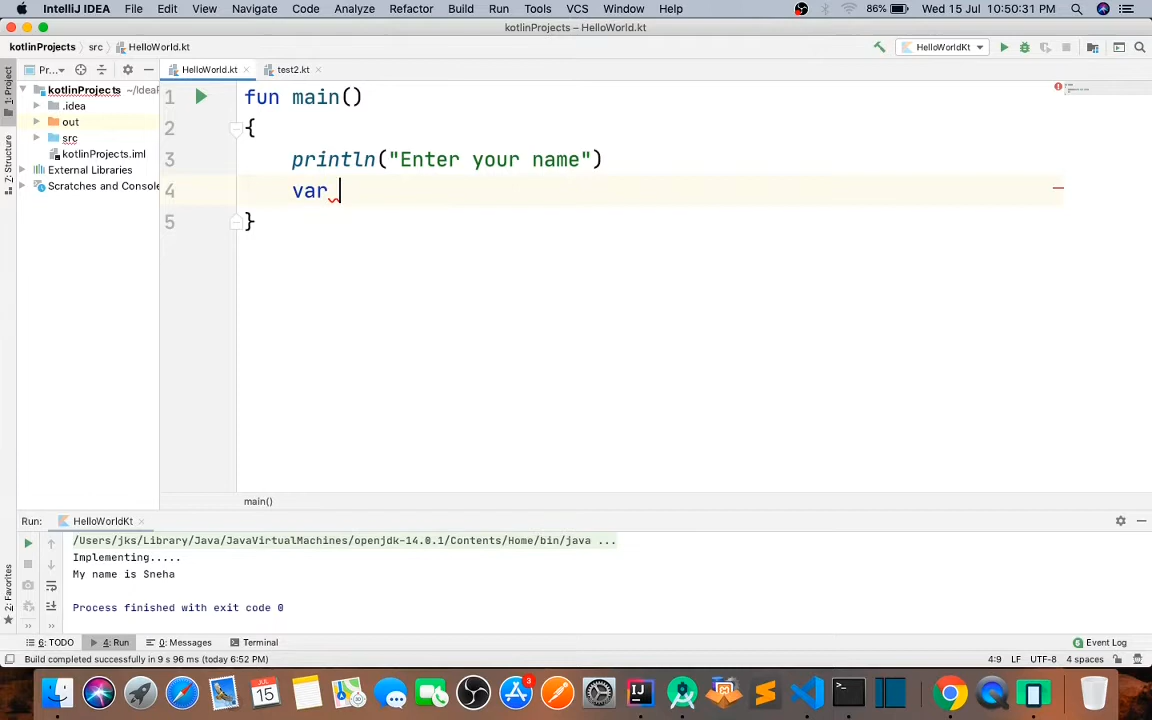 IntelliJ IDEA File Edit View Navigate Code Analyze Refactor Build Run Tools VCS Window Help 86% Wed 15 Jul 10:50:31 PM
kotlinProjects – HelloWorld.kt
kotlinProjects src HelloWorld.kt HelloWorldKt
1: Project Pr... HelloWorld.kt test2.kt
kotlinProjects ~/IdeaP
.idea
out
src
kotlinProjects.iml
External Libraries
Scratches and Console
7: Structure
1 fun main()
2 {
3 println("Enter your name")
4 var
5 }
main()
Run: HelloWorldKt
/Users/jks/Library/Java/JavaVirtualMachines/openjdk-14.0.1/Contents/Home/bin/java ...
Implementing.....
My name is Sneha
Process finished with exit code 0
2: Favorites
6: TODO 4: Run 0: Messages Terminal Event Log
Build completed successfully in 9 s 96 ms (today 6:52 PM) 4:9 LF UTF-8 4 spaces
JUL
15
3